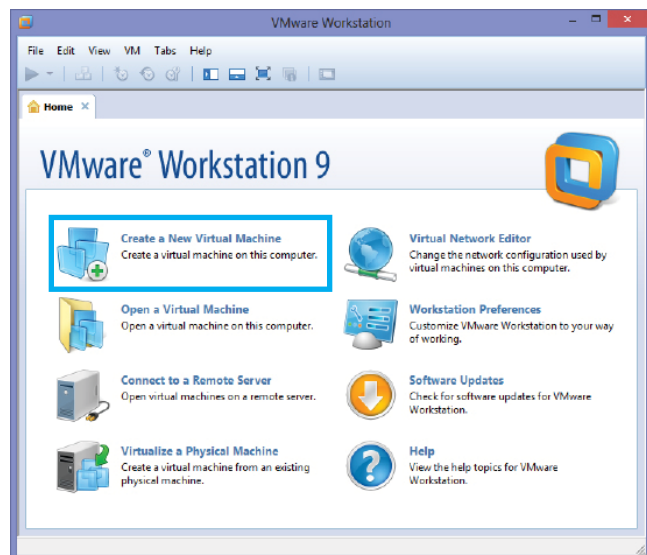 VMware Workstation
File Edit View VM Tabs Help
Home
VMware® Workstation 9
Create a New Virtual Machine
Create a virtual machine on this computer.
Open a Virtual Machine
Open a virtual machine on this computer.
Connect to a Remote Server
Open virtual machines on a remote server.
Virtualize a Physical Machine
Create a virtual machine from an existing
physical machine.
Virtual Network Editor
Change the network configuration used by
virtual machines on this computer.
Workstation Preferences
Customize VMware Workstation to your way
of working.
Software Updates
Check for software updates for VMware
Workstation.
Help
View the help topics for VMware
Workstation.